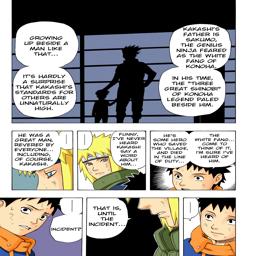 KAKASHI'S
FATHER IS
SAKUMO,
THE GENIUS
NINJA FEARED
AS THE
WHITE FANG
OF KONOHA.
IN HIS TIME,
THE "THREE
GREAT SHINOBI"
OF KONOHA
LEGEND PALED
BESIDE HIM.
GROWING
UP BESIDE
A MAN
LIKE THAT...
IT'S HARDLY
A SURPRISE
THAT KAKASHI'S
STANDARDS FOR
OTHERS ARE
UNNATURALLY
HIGH.
THE
WHITE FANG...
COME TO
THINK OF IT,
I'M SURE I'VE
HEARD OF
HIM.
HE'S
SOME HERO
WHO SAVED
THE VILLAGE,
AND DIED IN
THE LINE
OF DUTY...
FUNNY,
I'VE NEVER
HEARD
KAKASHI
SAY A
WORD
ABOUT
HIM...
HE WAS A
GREAT MAN,
REVERED BY
EVERYONE...
INCLUDING,
OF COURSE,
KAKASHI.
THAT IS,
UNTIL
THE
INCIDENT...
INCIDENT?